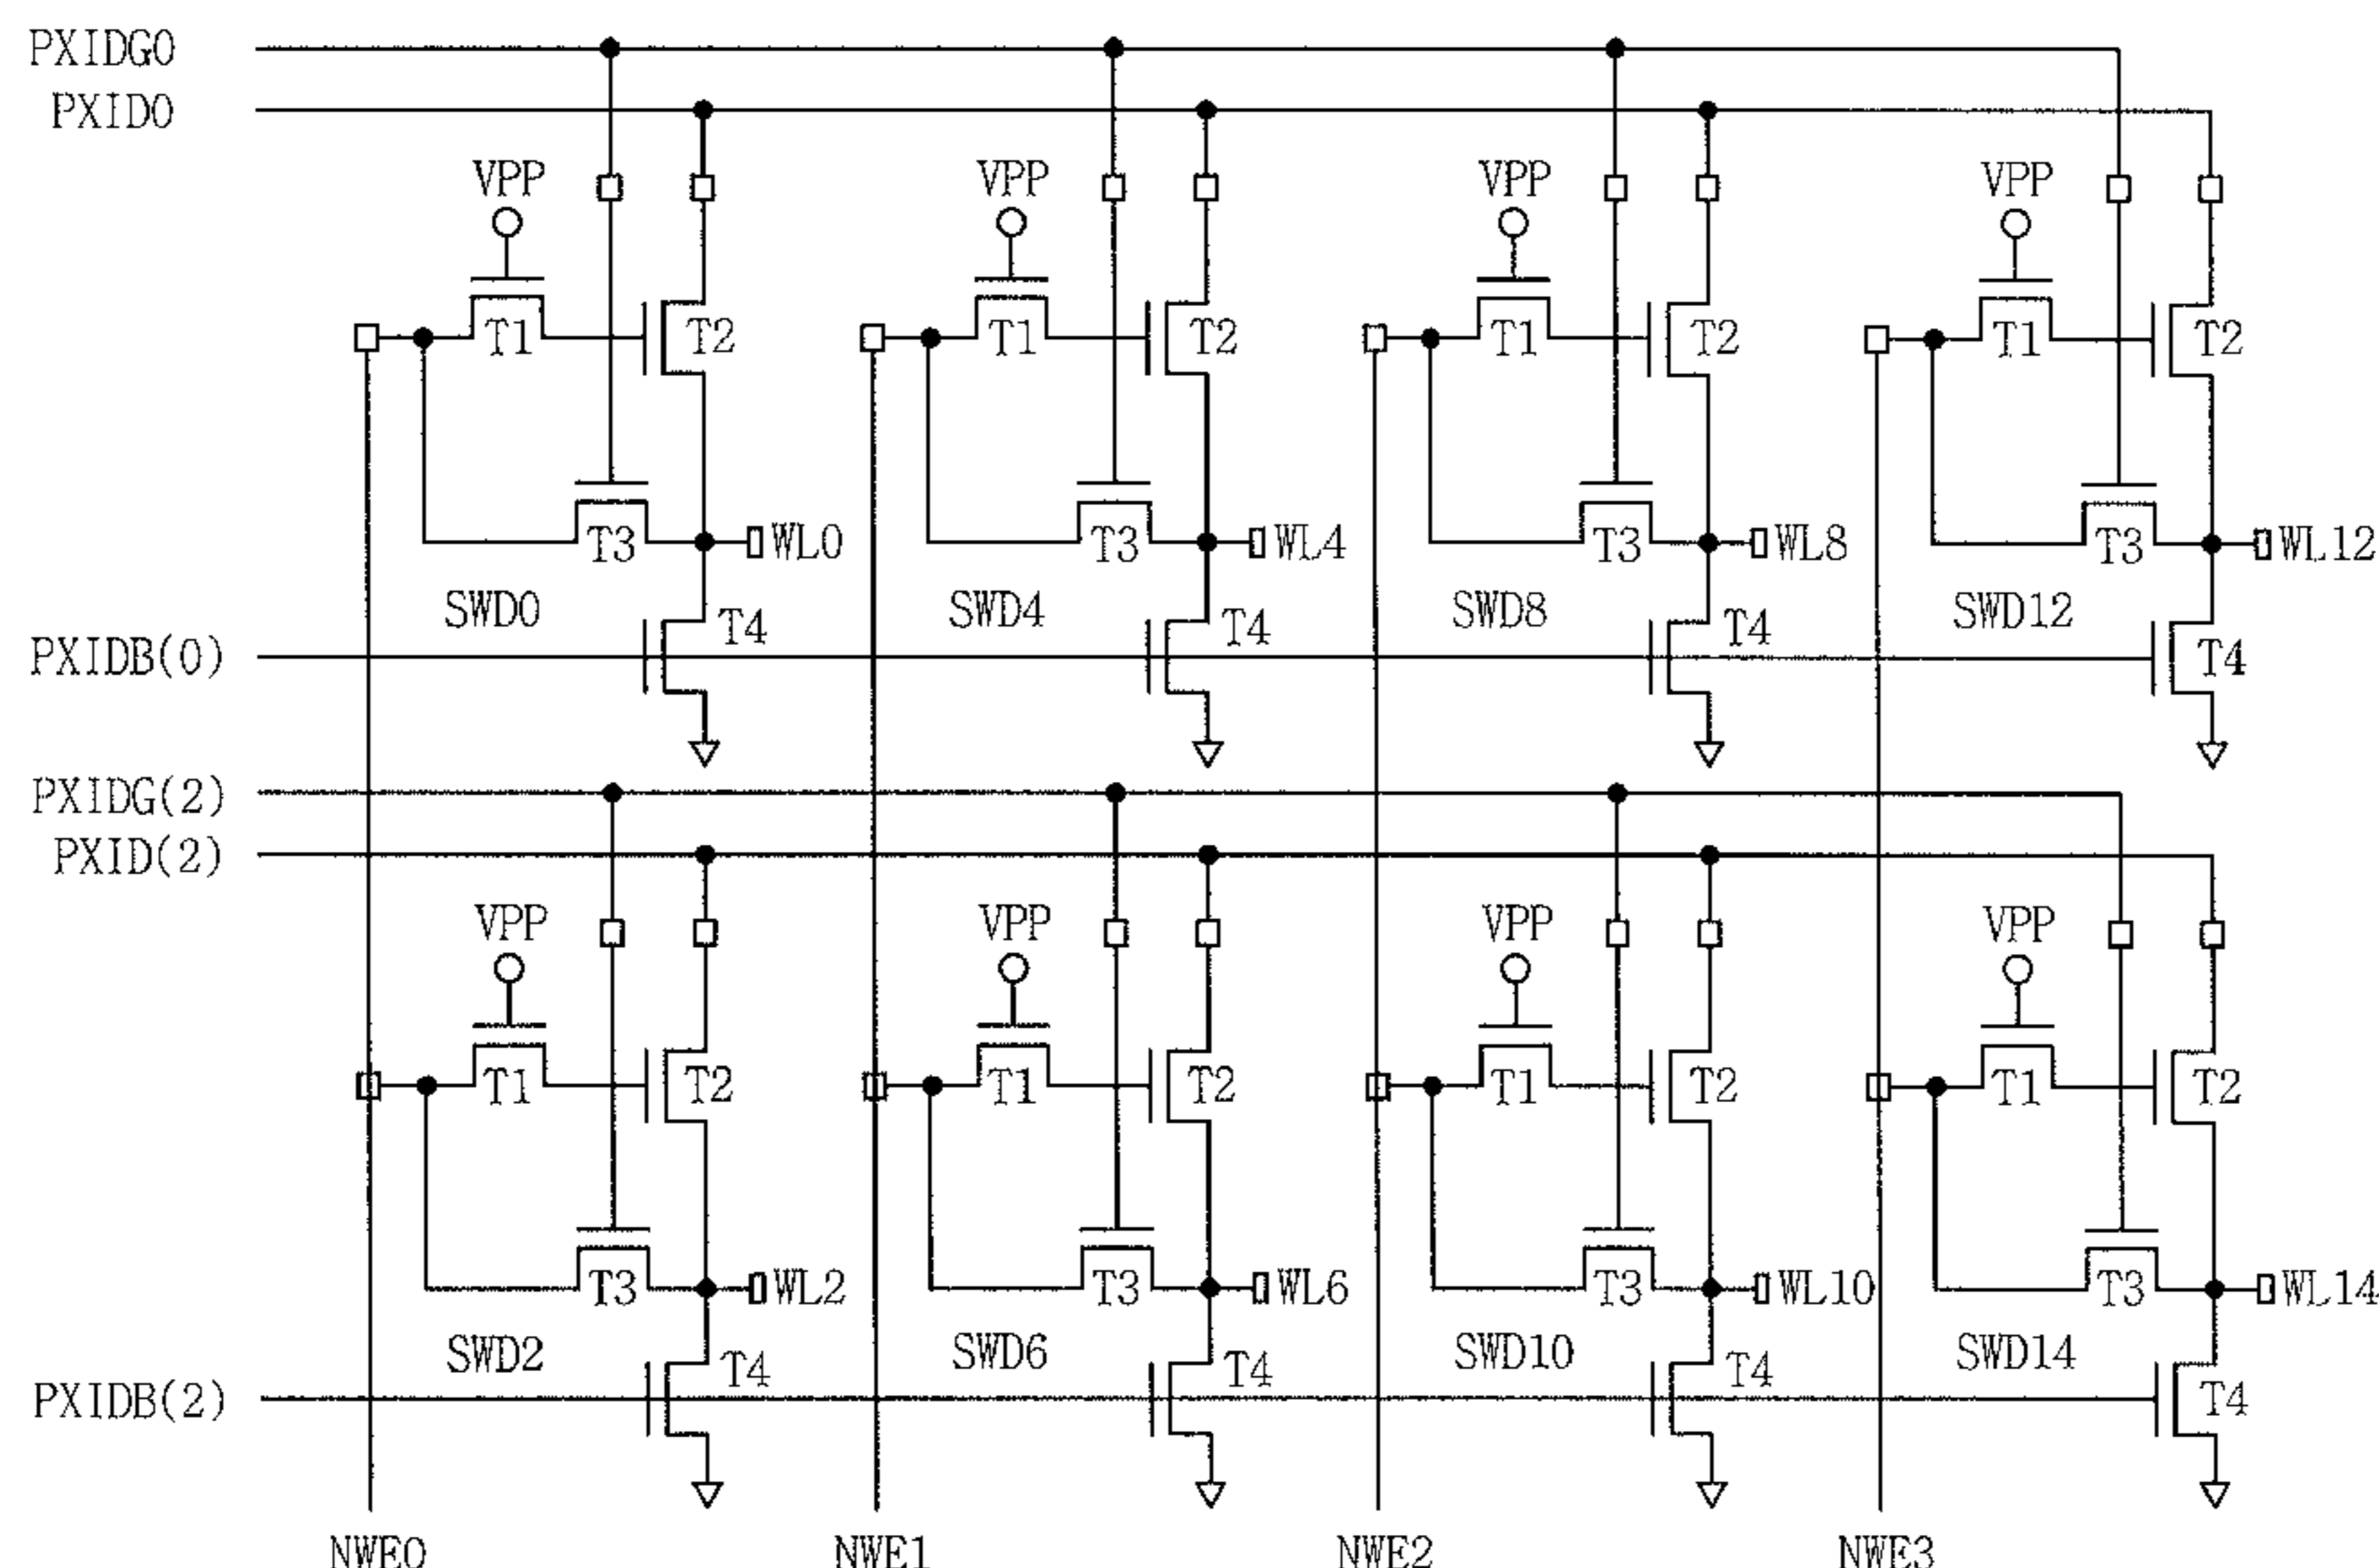 PXIDG0
PXID0
VPP VPP VPP VPP
T1 T2 T1 T2 T1 T2 T1 T2
T3 WL0 T3 WL4 T3 WL8 T3 WL12
SWD0 T4 SWD4 T4 SWD8 T4 SWD12
PXIDB(0) T4
PXIDG(2)
PXID(2)
VPP VPP VPP VPP
T1 T2 T1 T2 T1 T2 T1 T2
T3 WL2 T3 WL6 T3 WL10 T3 WL14
SWD2 T4 SWD6 T4 SWD10 T4 SWD14
PXIDB(2) T4
NWE0 NWE1 NWE2 NWE3